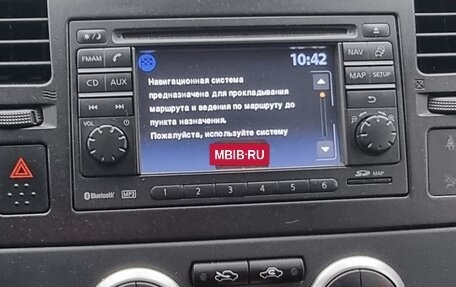 10:42
FM·AM
NAV
CD AUX
MAP SETUP
Навигационная система
предназначена для прокладывания
маршрута и ведения по маршруту до
пункта назначения.
Пожалуйста, используйте систему
VOL
MBIB·RU
Bluetooth MP3
1 2 3 4 5 6
SD MAP